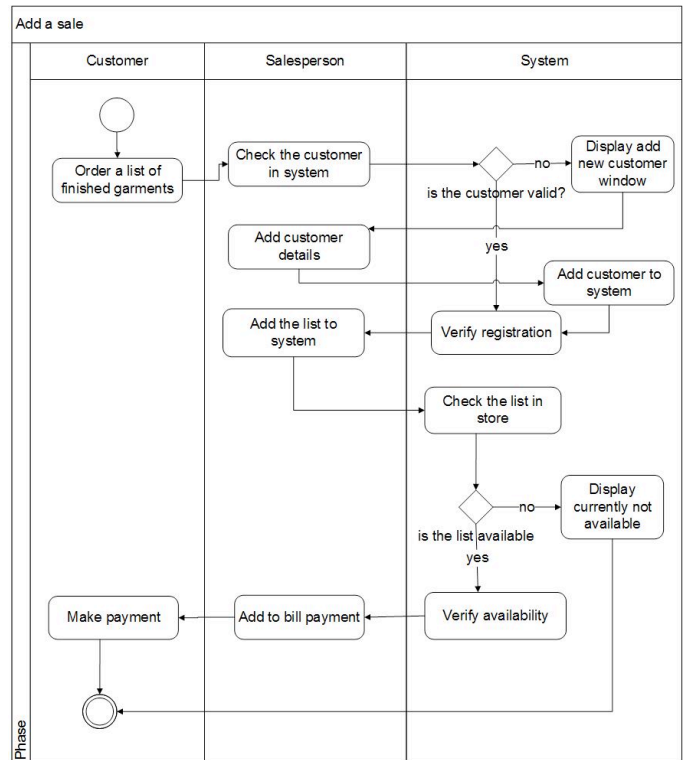 Add a sale
Customer
Salesperson
System
Order a list of
finished garments
Check the customer
in system
is the customer valid?
no
Display add
new customer
window
yes
Add customer
details
Add customer to
system
Verify registration
Add the list to
system
Check the list in
store
is the list available
no
Display
currently not
available
yes
Verify availability
Add to bill payment
Make payment
Phase